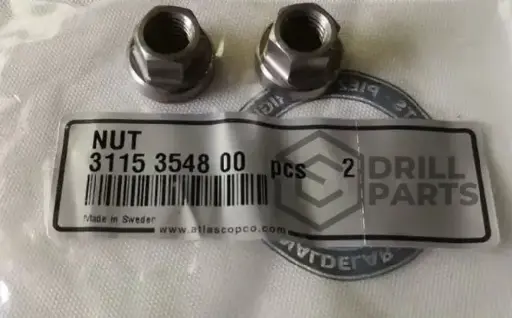 NUT
3115 3548 00 pcs 2
Made in Sweden
www.atlascopco.com
DRILL
PARTS